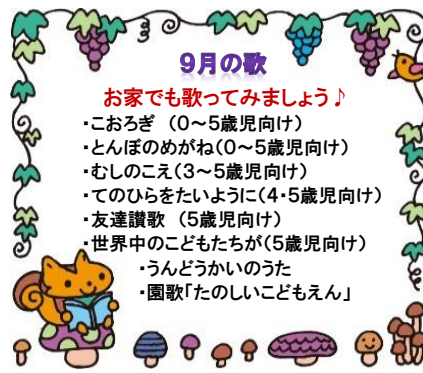 9月の歌
お家でも歌ってみましょう♪
・こおろぎ （0～5歳児向け）
・とんぼのめがね（0～5歳児向け）
・むしのこえ（3～5歳児向け）
・てのひらをたいように（4・5歳児向け）
・友達讃歌 （5歳児向け）
・世界中のこどもたちが（5歳児向け）
・うんどうかいのうた
・園歌「たのしいこどもえん」